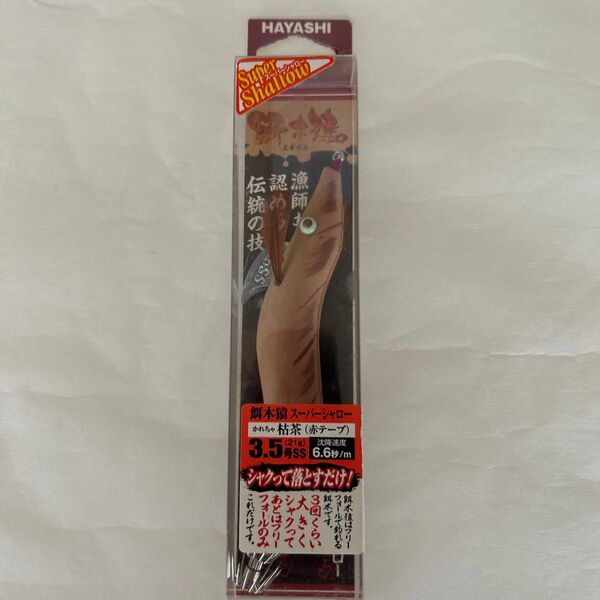 HAYASHI
Super
スーパーシャロー
Shallow
餌木猿
エギザル
漁師も
認める
伝統の技
餌木猿 スーパーシャロー
かれちゃ 枯茶(赤テープ)
3.5号SS (21g) 沈降速度 6.6秒/m
シャクって落とすだけ!
餌木猿はフリー
フォールで釣れる
餌木です。
3回くらい
大きく
シャクって
あとはフリー
フォールのみ
これだけです。